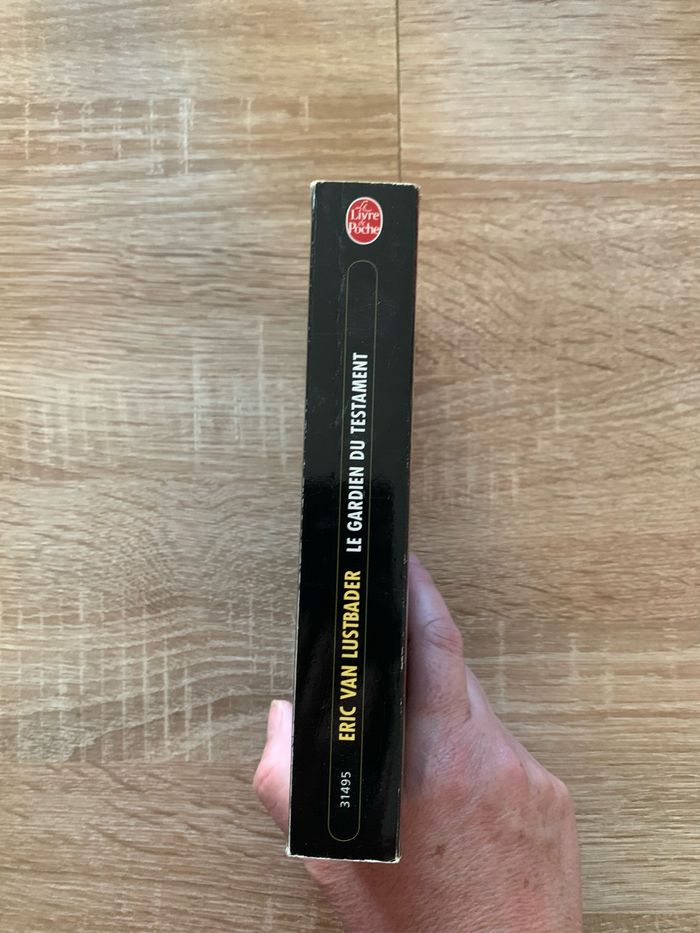 Le
Livre
de
Poche
31495 ERIC VAN LUSTBADER LE GARDIEN DU TESTAMENT